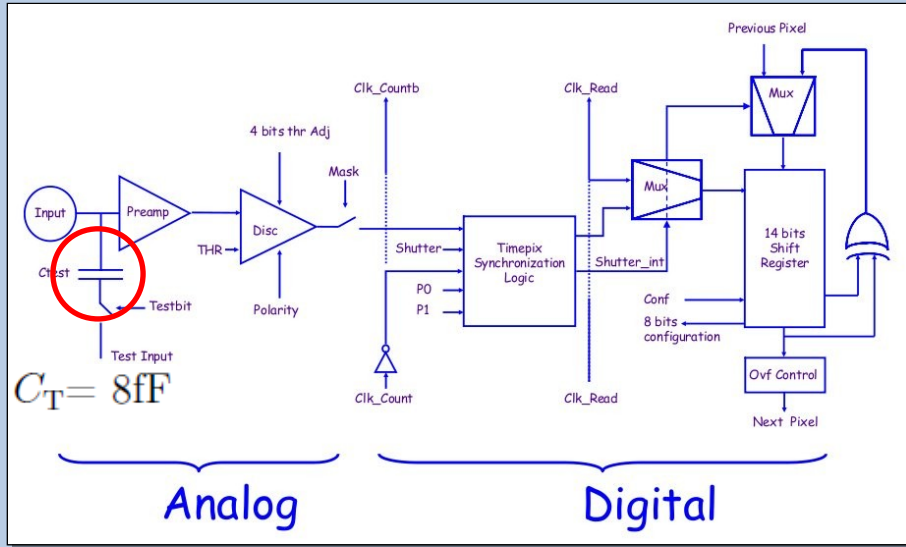 Previous Pixel
Clk_Countb
Clk_Read
Mux
4 bits thr Adj
Mask
Mux
Input
Preamp
Disc
THR
Shutter
Timepix
Synchronization
Logic
Shutter_int
14 bits
Shift
Register
Ctest
Testbit
Polarity
P0
P1
Conf
8 bits
configuration
Test Input
C_T = 8fF
Clk_Count
Clk_Read
Ovf Control
Next Pixel
Analog
Digital